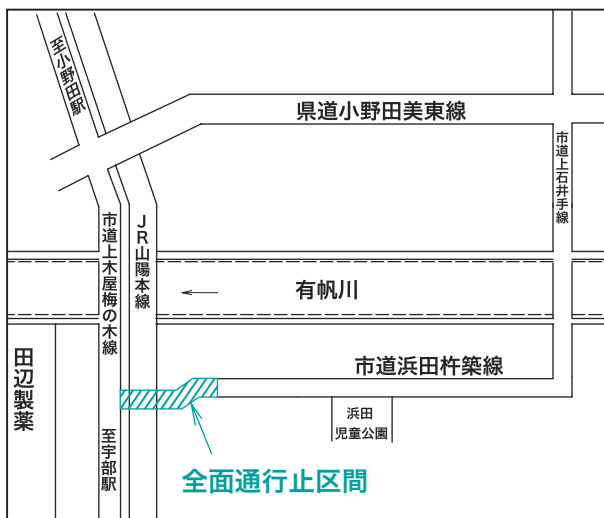 至小野田駅
県道小野田美東線
市道上石井手線
市道上木屋梅の木線
JR山陽本線
有帆川
田辺製薬
市道浜田杵築線
浜田
児童公園
至宇部駅
全面通行止区間